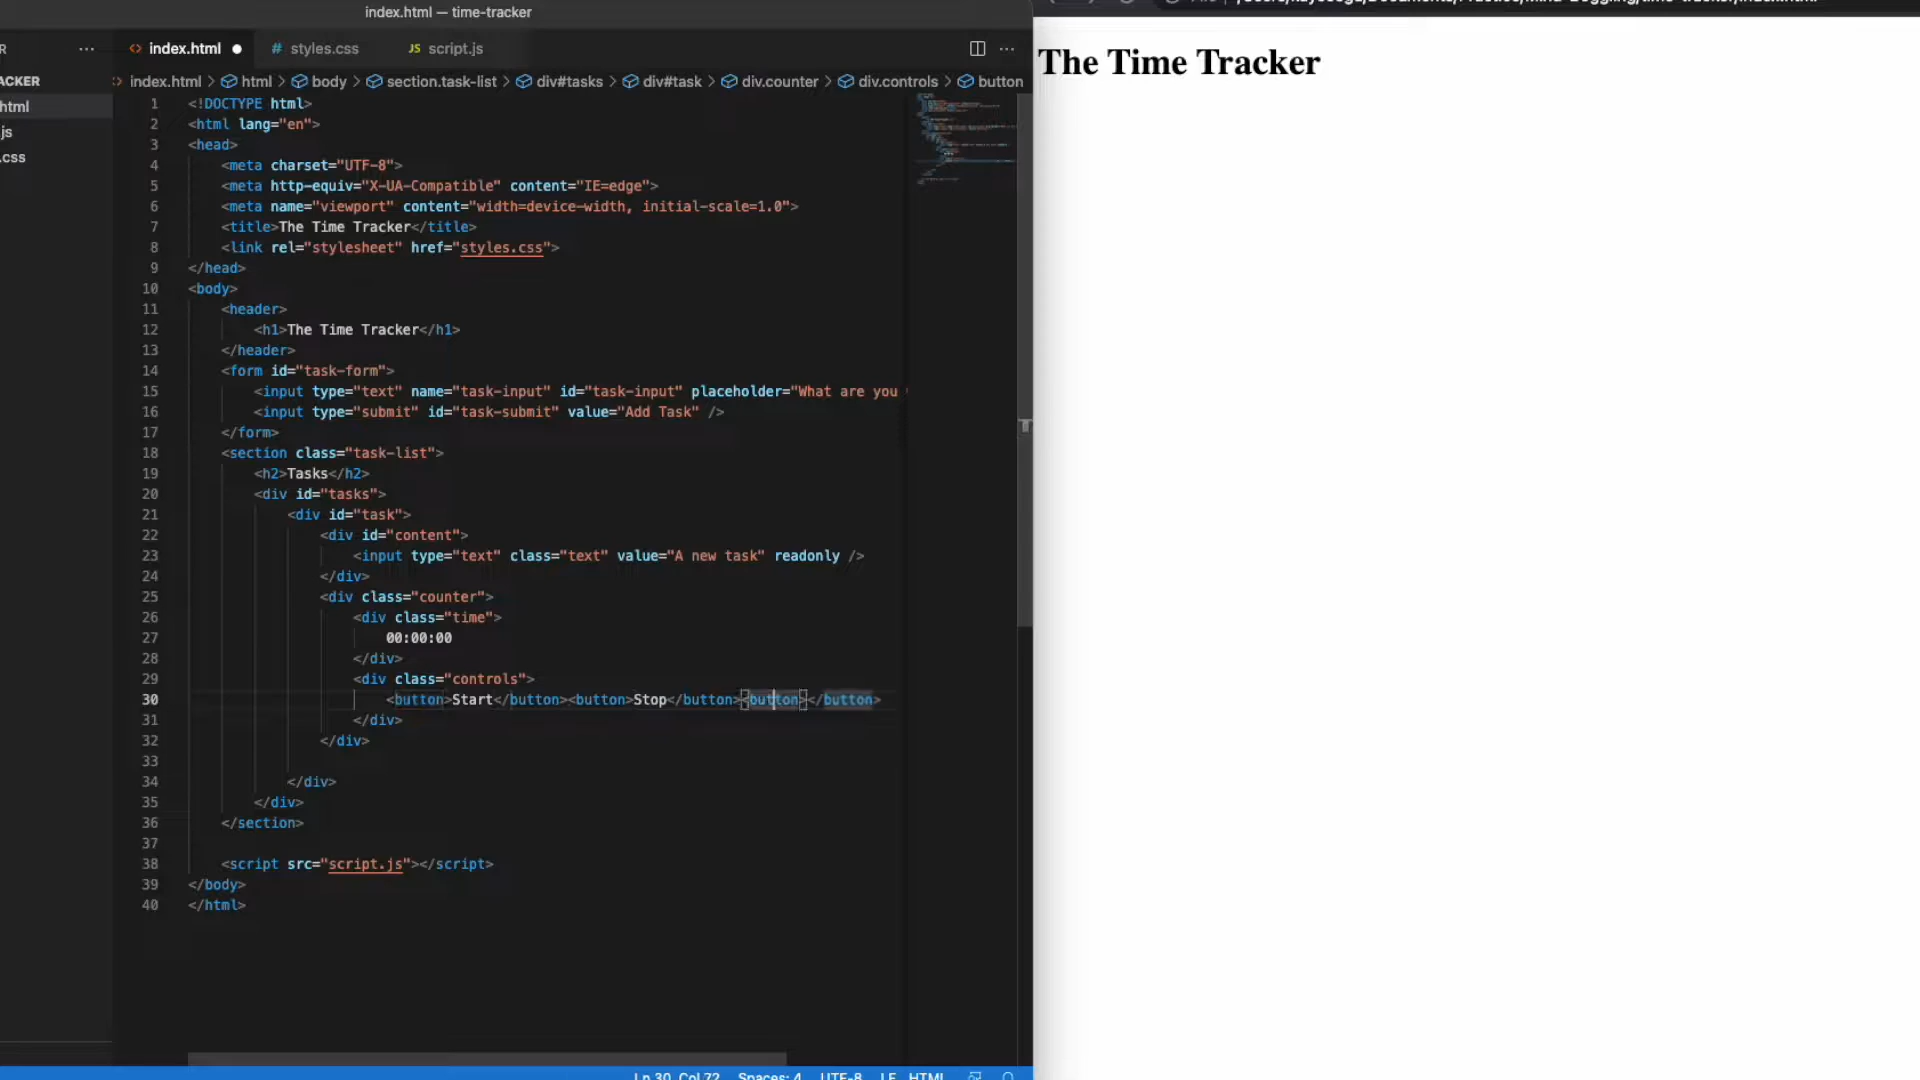 index.html — time-tracker
R ··· <> index.html ● # styles.css JS script.js ···
ACKER
html
js
.css
<> index.html > html > body > section.task-list > div#tasks > div#task > div.counter > div.controls > button
1 <!DOCTYPE html>
2 <html lang="en">
3 <head>
4 <meta charset="UTF-8">
5 <meta http-equiv="X-UA-Compatible" content="IE=edge">
6 <meta name="viewport" content="width=device-width, initial-scale=1.0">
7 <title>The Time Tracker</title>
8 <link rel="stylesheet" href="styles.css">
9 </head>
10 <body>
11 <header>
12 <h1>The Time Tracker</h1>
13 </header>
14 <form id="task-form">
15 <input type="text" name="task-input" id="task-input" placeholder="What are you
16 <input type="submit" id="task-submit" value="Add Task" />
17 </form>
18 <section class="task-list">
19 <h2>Tasks</h2>
20 <div id="tasks">
21 <div id="task">
22 <div id="content">
23 <input type="text" class="text" value="A new task" readonly />
24 </div>
25 <div class="counter">
26 <div class="time">
27 00:00:00
28 </div>
29 <div class="controls">
30 <button>Start</button><button>Stop</button><button></button>
31 </div>
32 </div>
33
34 </div>
35 </div>
36 </section>
37
38 <script src="script.js"></script>
39 </body>
40 </html>
Ln 30, Col 72 Spaces: 4 UTF-8 LF HTML
The Time Tracker